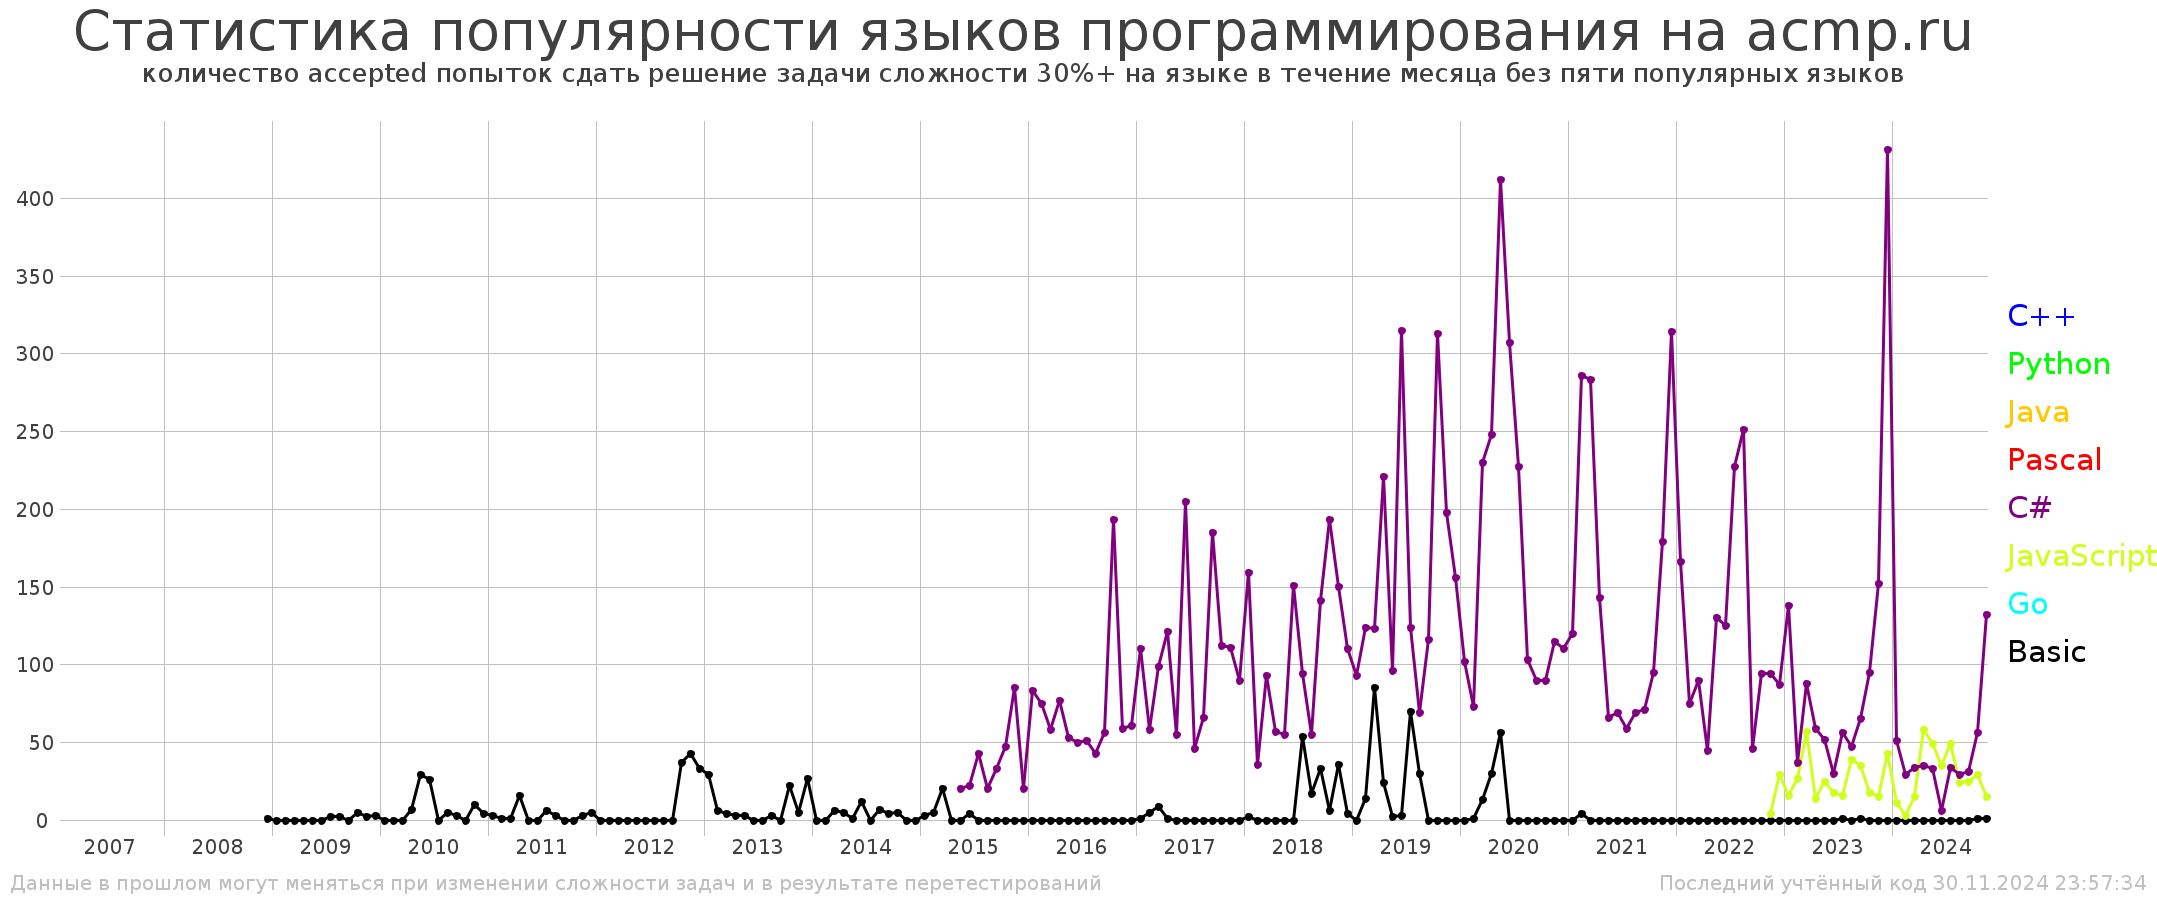 Статистика популярности языков программирования на acmp.ru
количество accepted попыток сдать решение задачи сложности 30%+ на языке в течение месяца без пяти популярных языков
400
350
300
250
200
150
100
50
0
2007 2008 2009 2010 2011 2012 2013 2014 2015 2016 2017 2018 2019 2020 2021 2022 2023 2024
C++
Python
Java
Pascal
C#
JavaScript
Go
Basic
Данные в прошлом могут меняться при изменении сложности задач и в результате перетестирований
Последний учтённый код 30.11.2024 23:57:34